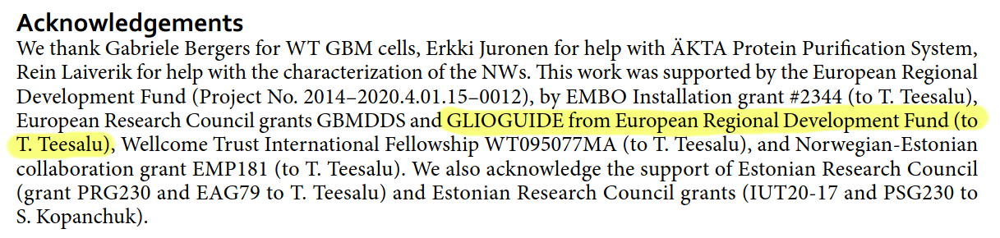 Acknowledgements
We thank Gabriele Bergers for WT GBM cells, Erkki Juronen for help with ÄKTA Protein Purification System,
Rein Laiverik for help with the characterization of the NWs. This work was supported by the European Regional
Development Fund (Project No. 2014–2020.4.01.15–0012), by EMBO Installation grant #2344 (to T. Teesalu),
European Research Council grants GBMDDS and GLIOGUIDE from European Regional Development Fund (to
T. Teesalu), Wellcome Trust International Fellowship WT095077MA (to T. Teesalu), and Norwegian-Estonian
collaboration grant EMP181 (to T. Teesalu). We also acknowledge the support of Estonian Research Council
(grant PRG230 and EAG79 to T. Teesalu) and Estonian Research Council grants (IUT20-17 and PSG230 to
S. Kopanchuk).